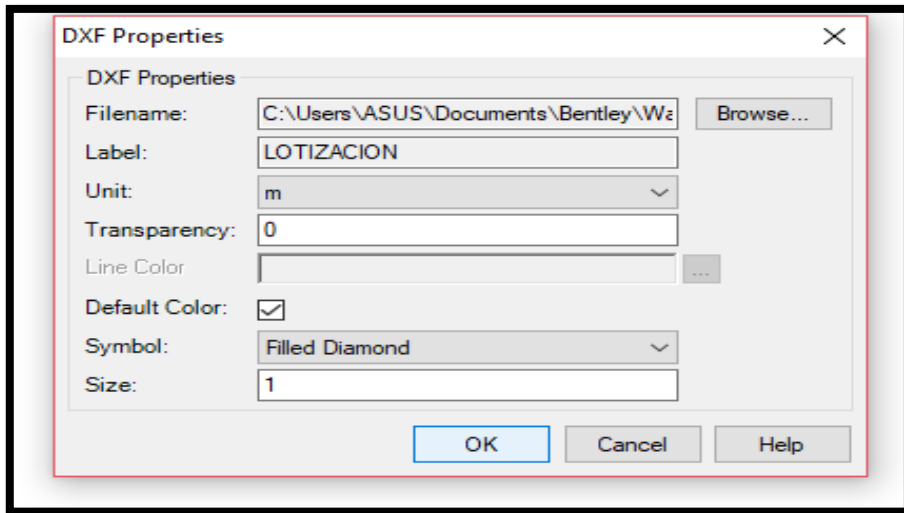 DXF Properties
DXF Properties
Filename: C:\Users\ASUS\Documents\Bentley\Wa Browse...
Label: LOTIZACION
Unit: m
Transparency: 0
Line Color ...
Default Color:
Symbol: Filled Diamond
Size: 1
OK Cancel Help